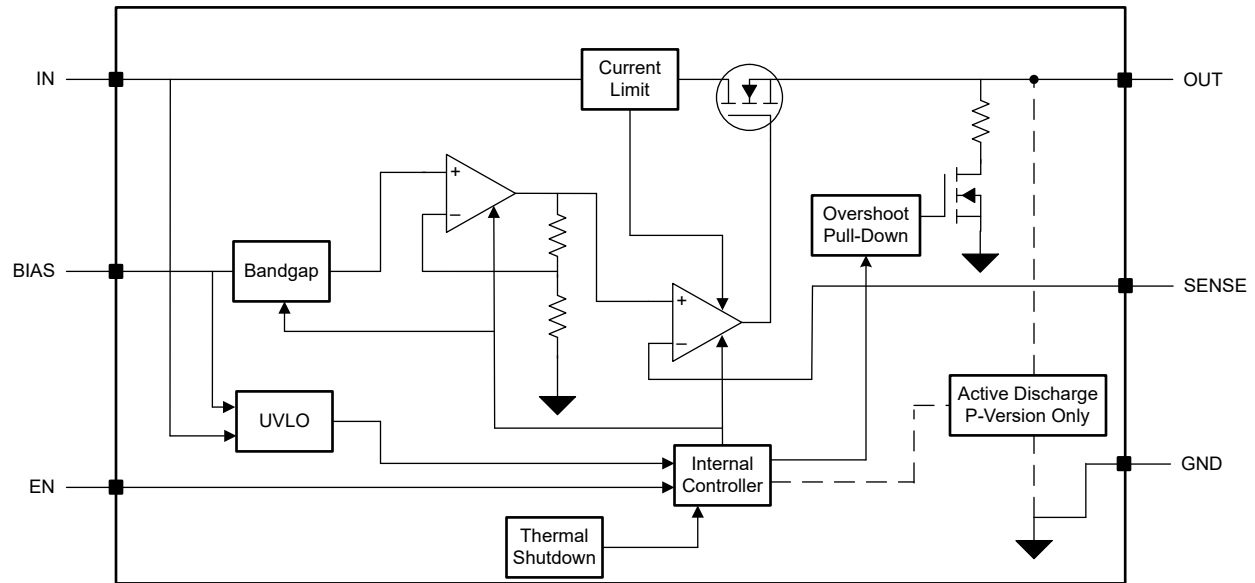 IN
Current
Limit
OUT
+
–
Overshoot
Pull-Down
BIAS
Bandgap
SENSE
+
–
Active Discharge
P-Version Only
UVLO
Internal
Controller
GND
EN
Thermal
Shutdown